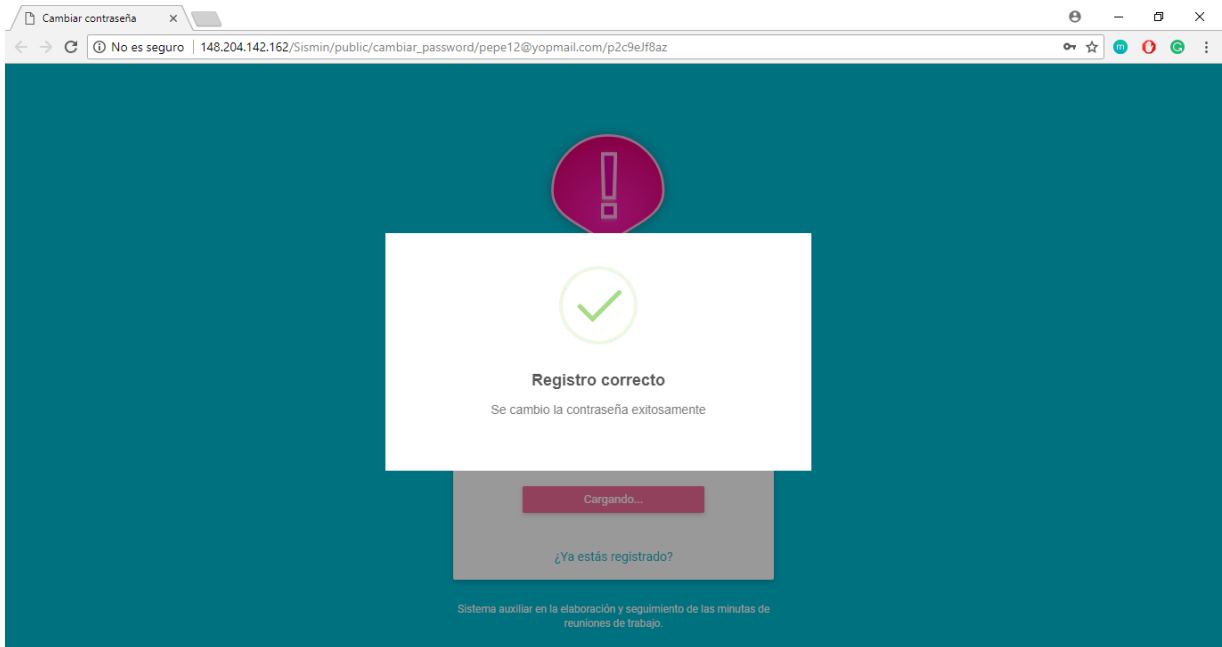 Cambiar contraseña
No es seguro | 148.204.142.162/Sismin/public/cambiar_password/pepe12@yopmail.com/p2c9eJf8az
Registro correcto
Se cambio la contraseña exitosamente
Cargando...
¿Ya estás registrado?
Sistema auxiliar en la elaboración y seguimiento de las minutas de
reuniones de trabajo.